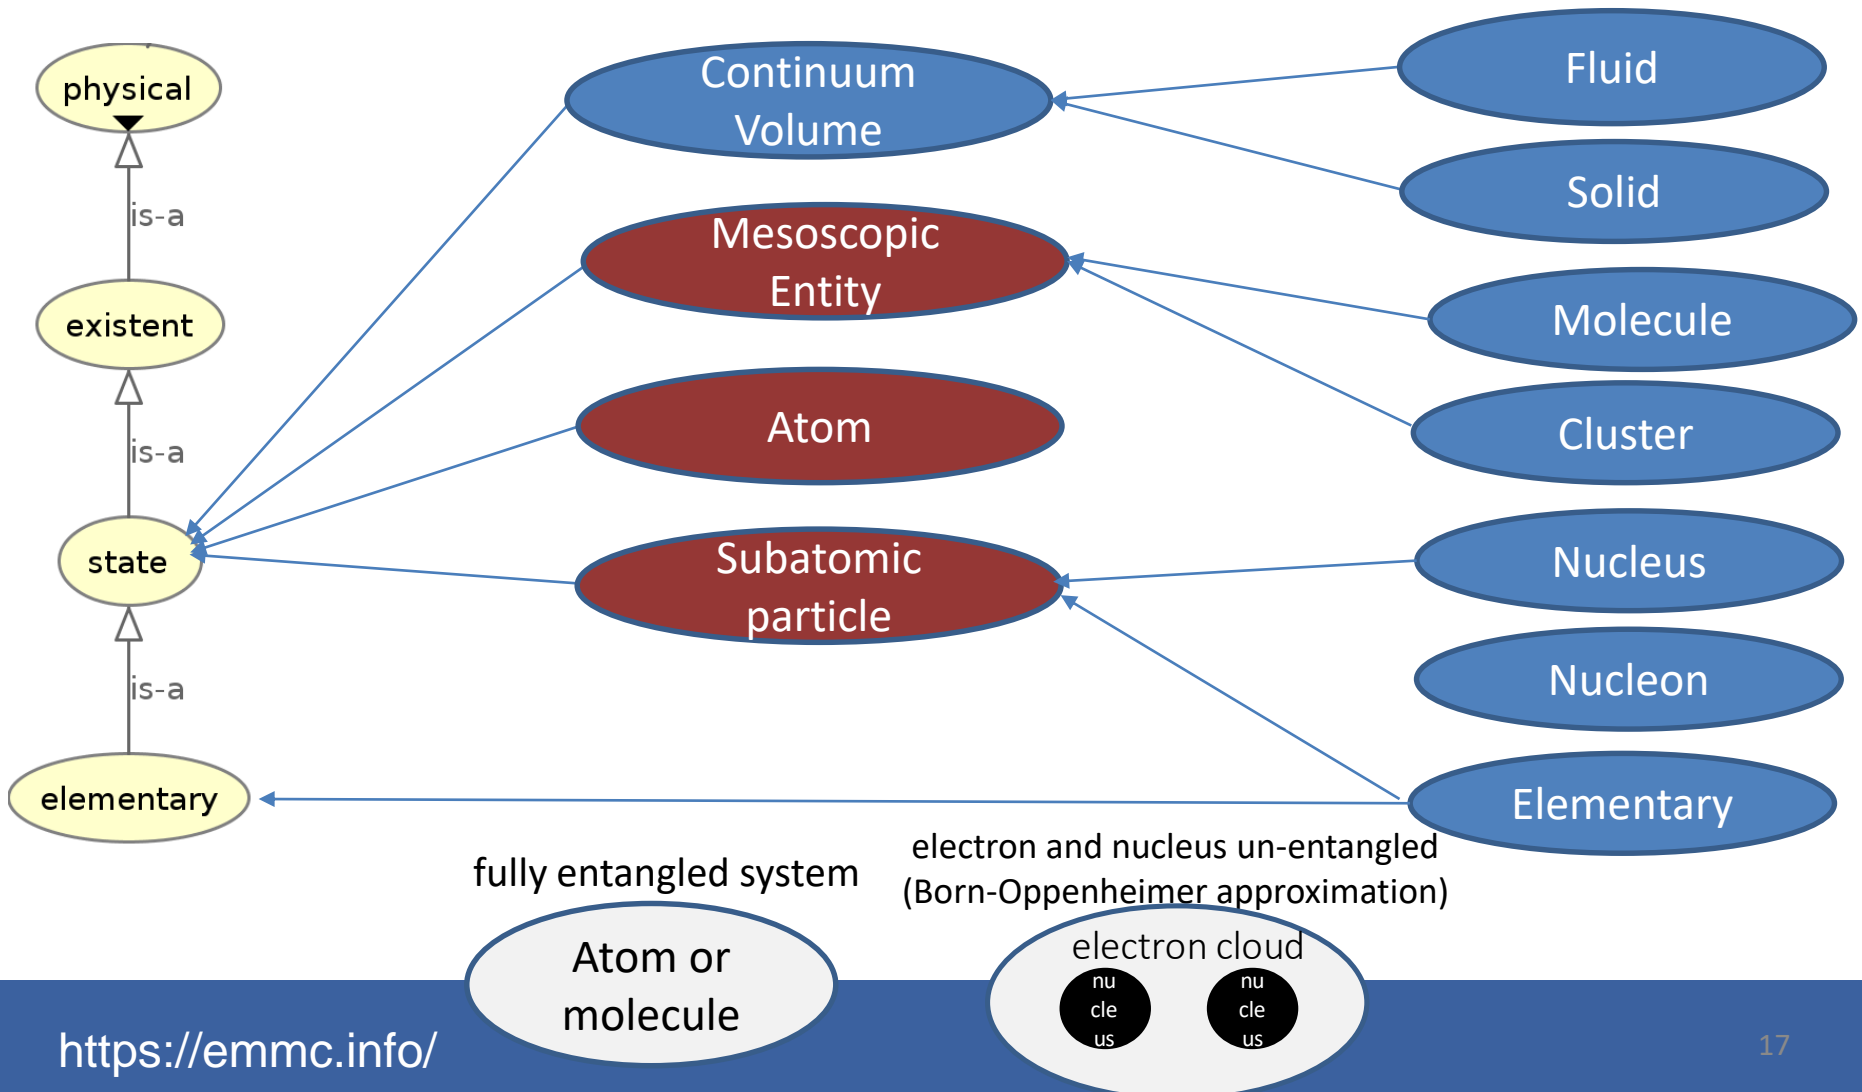 physical
is-a
existent
is-a
state
is-a
elementary
Continuum
Volume
Mesoscopic
Entity
Atom
Subatomic
particle
Fluid
Solid
Molecule
Cluster
Nucleus
Nucleon
Elementary
fully entangled system
Atom or
molecule
electron and nucleus un-entangled
(Born-Oppenheimer approximation)
electron cloud
nu
cle
us
nu
cle
us
https://emmc.info/
17